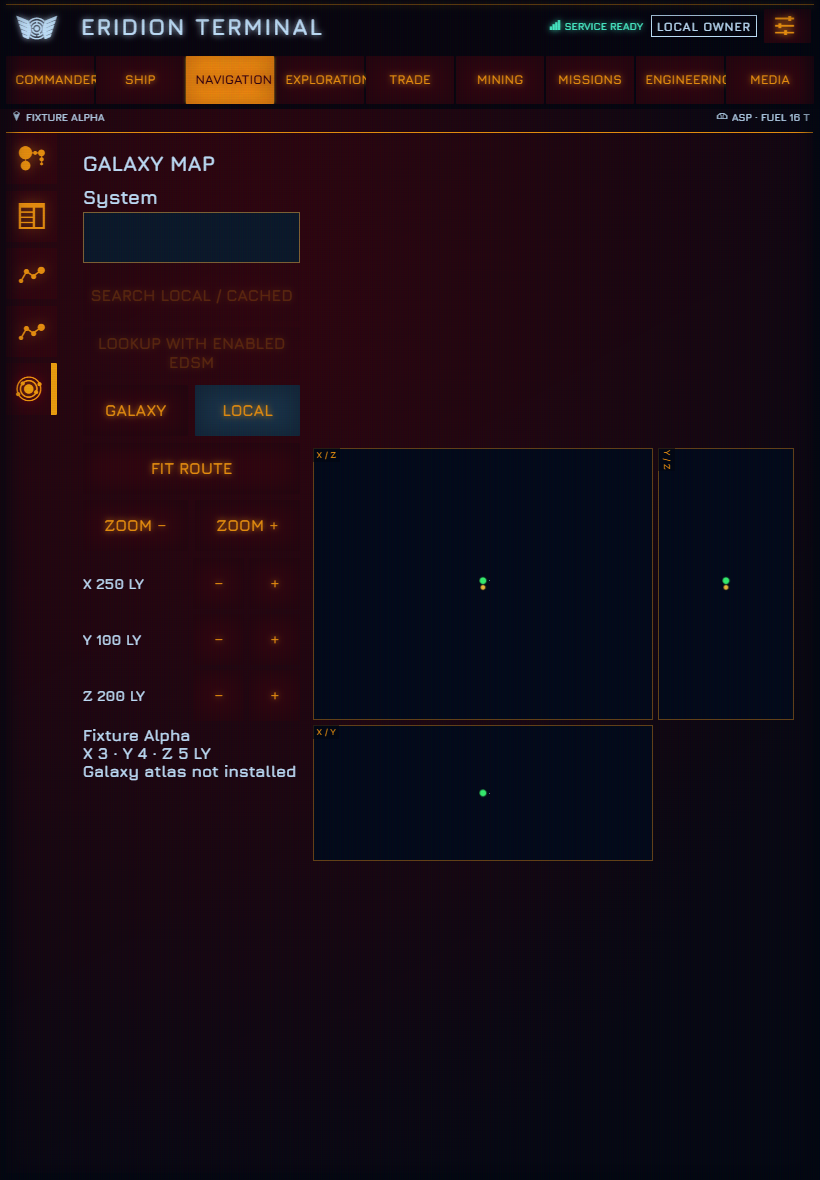 ERIDION TERMINAL
SERVICE READY
LOCAL OWNER
COMMANDER
SHIP
NAVIGATION
EXPLORATION
TRADE
MINING
MISSIONS
ENGINEERING
MEDIA
FIXTURE ALPHA
ASP · FUEL 16 T
GALAXY MAP
System
SEARCH LOCAL / CACHED
LOOKUP WITH ENABLED
EDSM
GALAXY
LOCAL
FIT ROUTE
X / Z
Y / Z
ZOOM −
ZOOM +
X 250 LY
−
+
Y 100 LY
−
+
Z 200 LY
−
+
Fixture Alpha
X 3 · Y 4 · Z 5 LY
Galaxy atlas not installed
X / Y